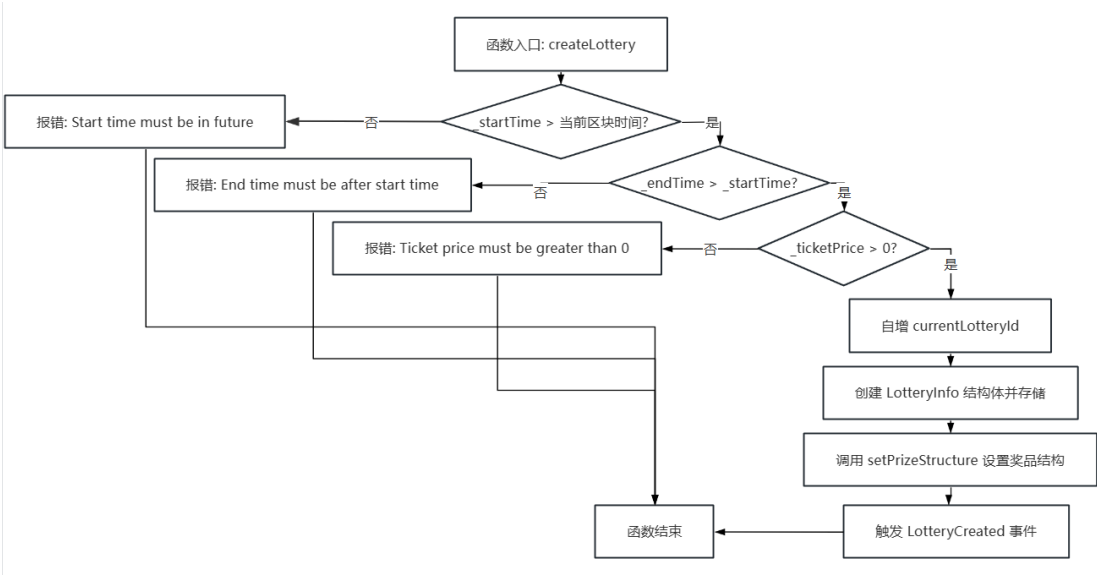 函数入口: createLottery
_startTime > 当前区块时间?
否
是
报错: Start time must be in future
_endTime > _startTime?
否
是
报错: End time must be after start time
_ticketPrice > 0?
否
是
报错: Ticket price must be greater than 0
自增 currentLotteryId
创建 LotteryInfo 结构体并存储
调用 setPrizeStructure 设置奖品结构
触发 LotteryCreated 事件
函数结束